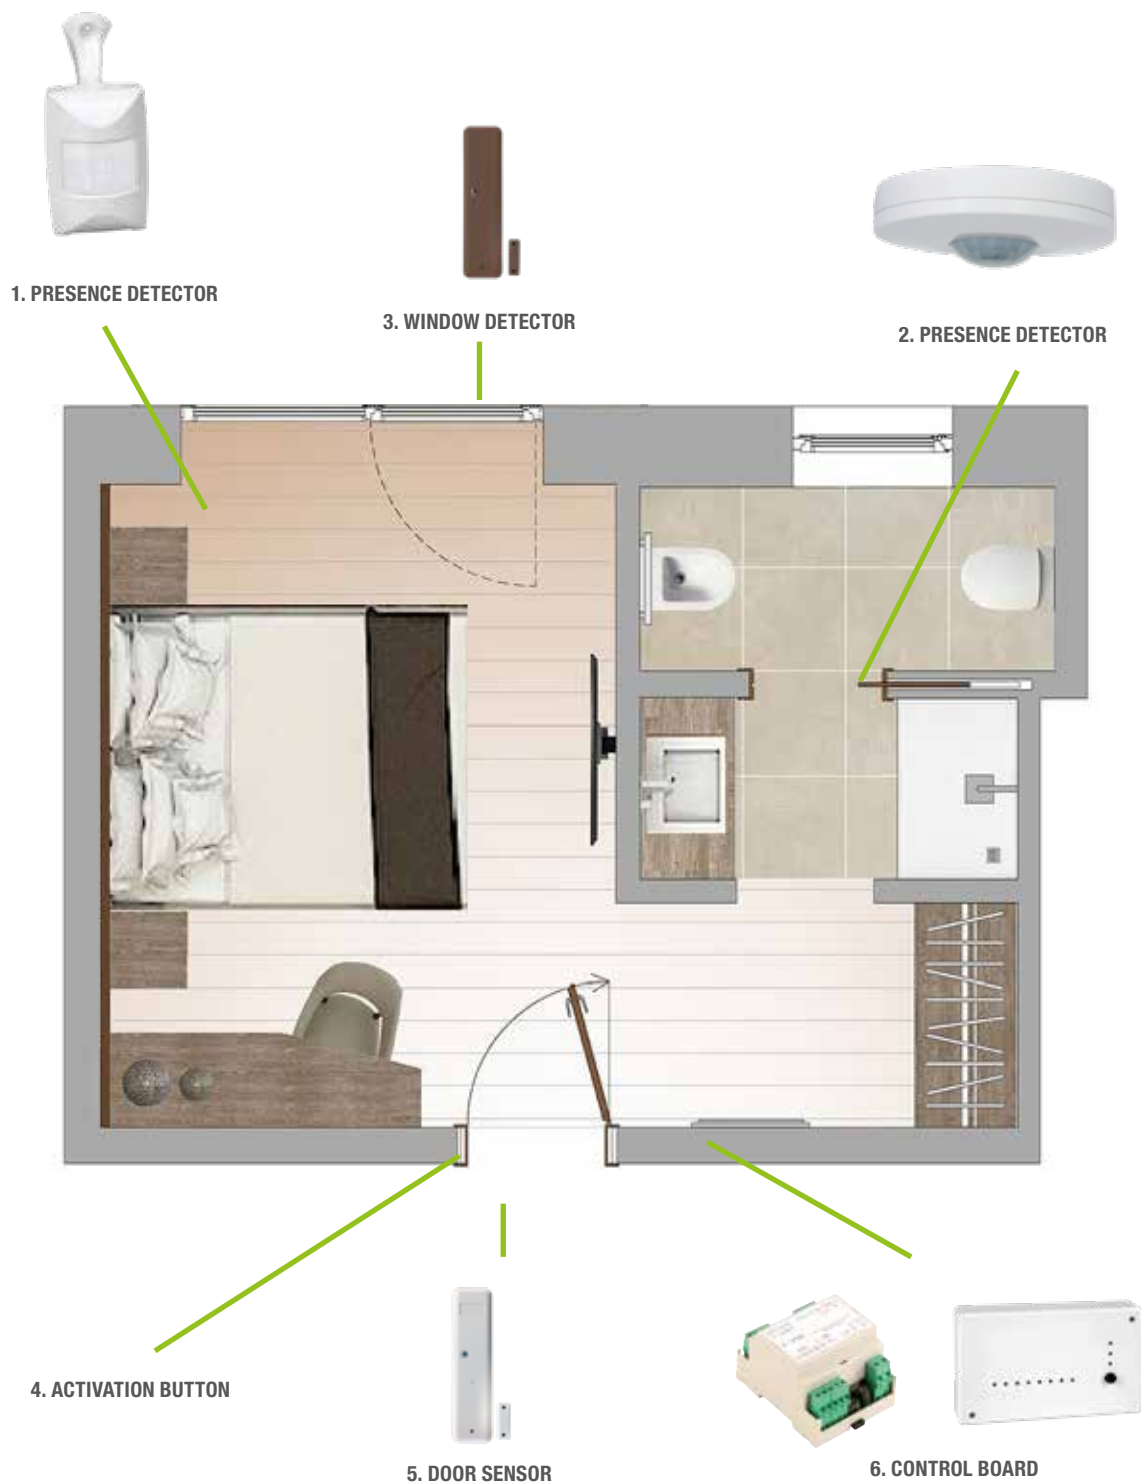 1. PRESENCE DETECTOR
3. WINDOW DETECTOR
2. PRESENCE DETECTOR
4. ACTIVATION BUTTON
5. DOOR SENSOR
6. CONTROL BOARD